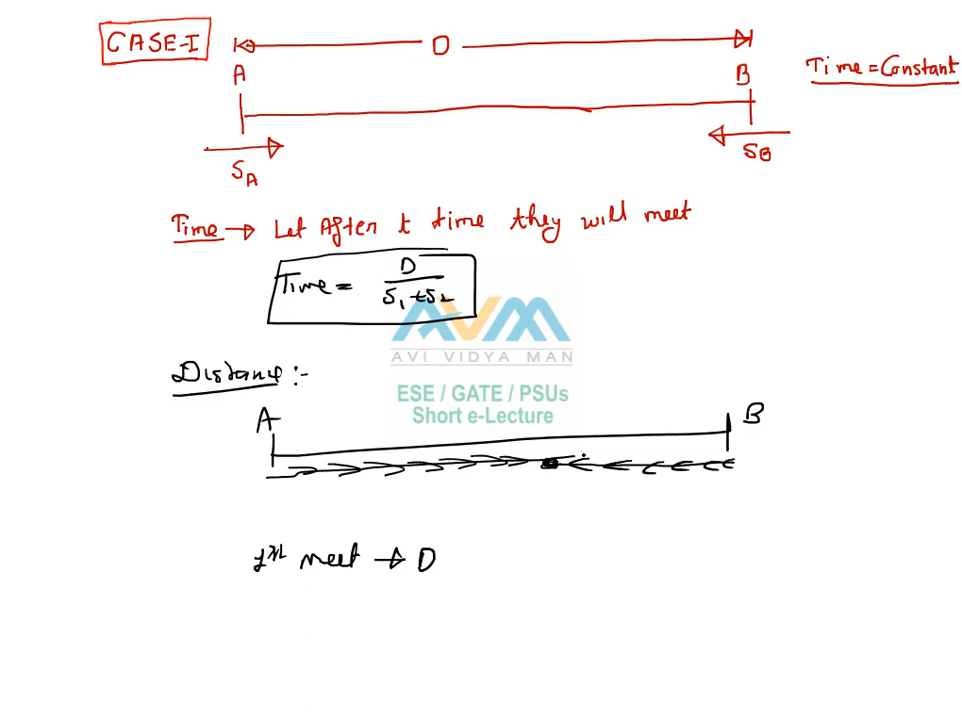 CASE-I
D
Time = Constant
A
B
SA
SB
Time → Let After t time they will meet
Time = D / S1 + S2
AVM
AVI VIDYA MAN
Distance :-
ESE / GATE / PSUs
Short e-Lecture
A
B
1st meet → D